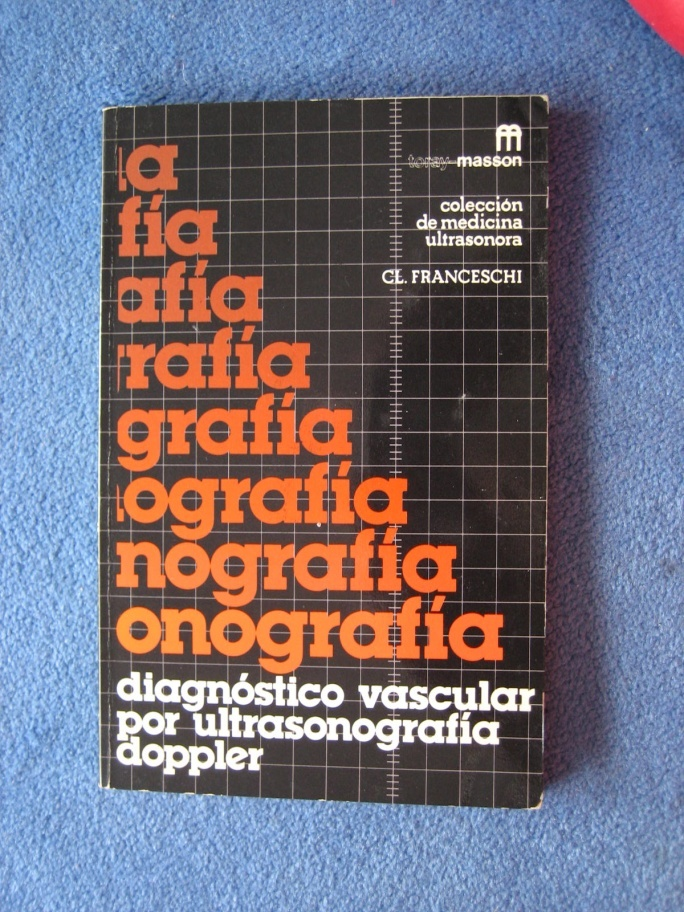 toray-masson
colección
de medicina
ultrasonora
CL. FRANCESCHI
ía
fía
afía
rafía
grafía
ografía
nografía
onografía
diagnóstico vascular
por ultrasonografía
doppler